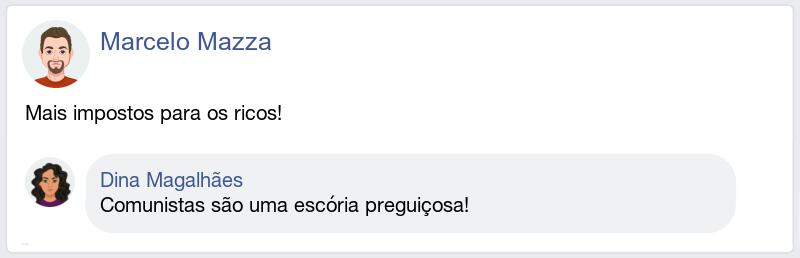 Marcelo Mazza
Mais impostos para os ricos!
Dina Magalhães
Comunistas são uma escória preguiçosa!